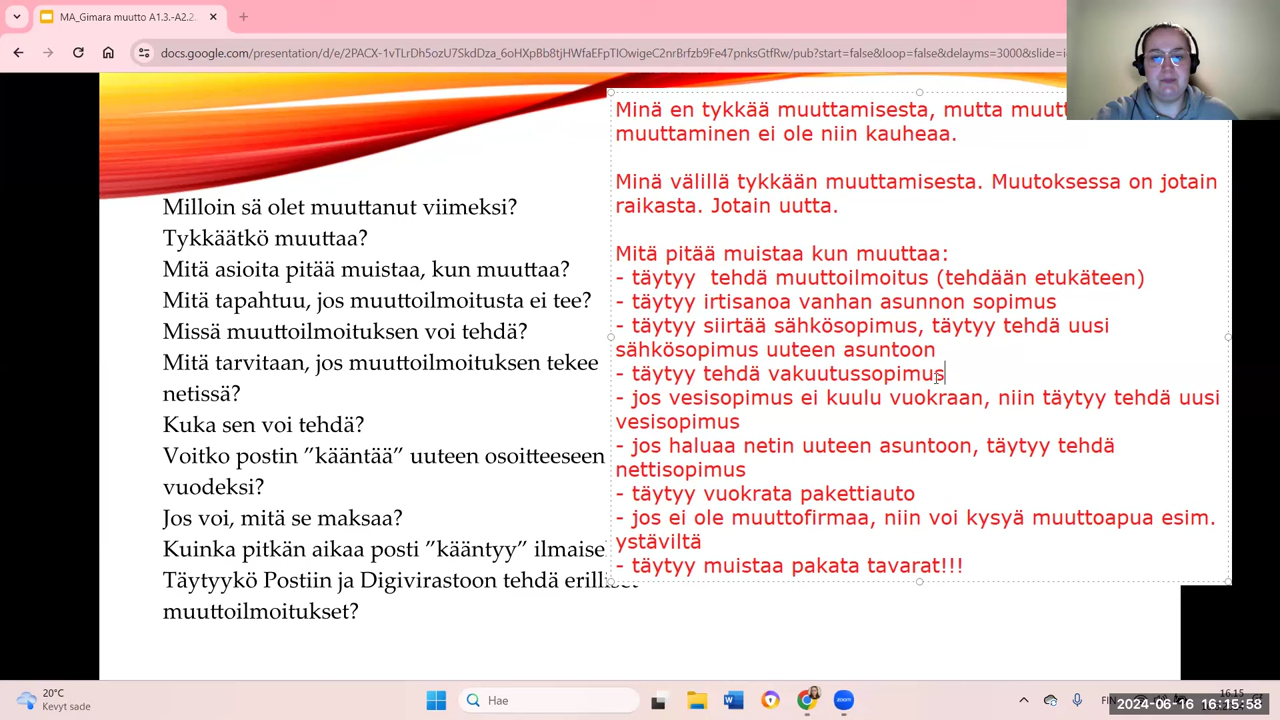 MA_Gimara muutto A1.3.-A2.2.
docs.google.com/presentation/d/e/2PACX-1vTLrDh5ozU7SkdDza_6oHXpBb8tjHWfaEFpTIOwigeC2nrBrfzb9Fe47pnksGtfRw/pub?start=false&loop=false&delayms=3000&slide=i
Milloin sä olet muuttanut viimeksi?
Tykkäätkö muuttaa?
Mitä asioita pitää muistaa, kun muuttaa?
Mitä tapahtuu, jos muuttoilmoitusta ei tee?
Missä muuttoilmoituksen voi tehdä?
Mitä tarvitaan, jos muuttoilmoituksen tekee
netissä?
Kuka sen voi tehdä?
Voitko postin ”kääntää” uuteen osoitteeseen
vuodeksi?
Jos voi, mitä se maksaa?
Kuinka pitkän aikaa posti ”kääntyy” ilmaise
Täytyykö Postiin ja Digivirastoon tehdä erilliset
muuttoilmoitukset?
Minä en tykkää muuttamisesta, mutta muutt
muuttaminen ei ole niin kauheaa.
Minä välillä tykkään muuttamisesta. Muutoksessa on jotain
raikasta. Jotain uutta.
Mitä pitää muistaa kun muuttaa:
- täytyy tehdä muuttoilmoitus (tehdään etukäteen)
- täytyy irtisanoa vanhan asunnon sopimus
- täytyy siirtää sähkösopimus, täytyy tehdä uusi
sähkösopimus uuteen asuntoon
- täytyy tehdä vakuutussopimus
- jos vesisopimus ei kuulu vuokraan, niin täytyy tehdä uusi
vesisopimus
- jos haluaa netin uuteen asuntoon, täytyy tehdä
nettisopimus
- täytyy vuokrata pakettiauto
- jos ei ole muuttofirmaa, niin voi kysyä muuttoapua esim.
ystäviltä
- täytyy muistaa pakata tavarat!!!
20°C
Kevyt sade
Hae
zoom
FIN
16.15
2024-06-16 16:15:58